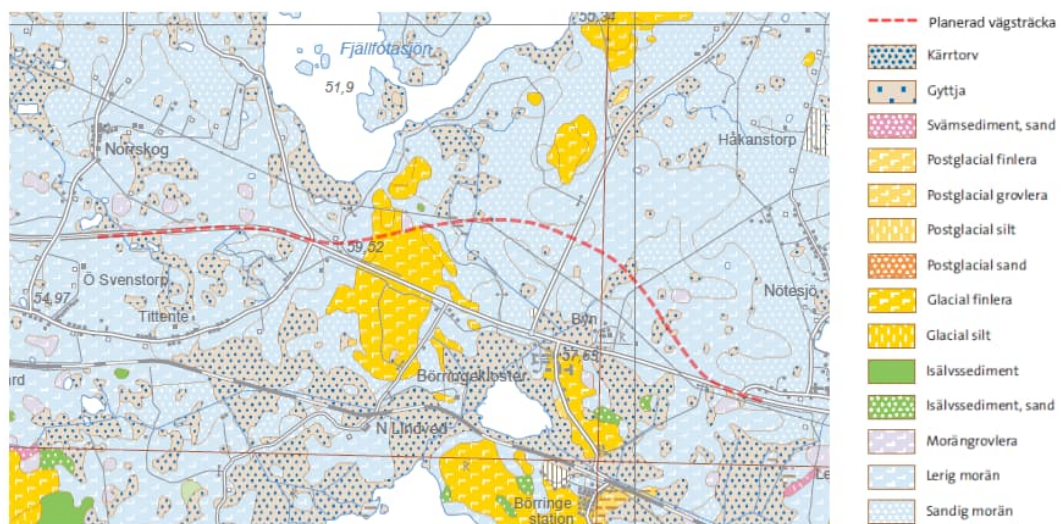 55,34
Fjällfotasjön
51,9
Norrskog
Håkanstorp
59,52
Ö Svenstorp
54,97
Tittente
Nötesjö
Byn
57,65
Börringekloster
ard
N Lindved
K
K
Börringe
station
Le
Planerad vägsträcka
Kärrtorv
Gyttja
Svämsediment, sand
Postglacial finlera
Postglacial grovlera
Postglacial silt
Postglacial sand
Glacial finlera
Glacial silt
Isälvssediment
Isälvssediment, sand
Morängrovlera
Lerig morän
Sandig morän